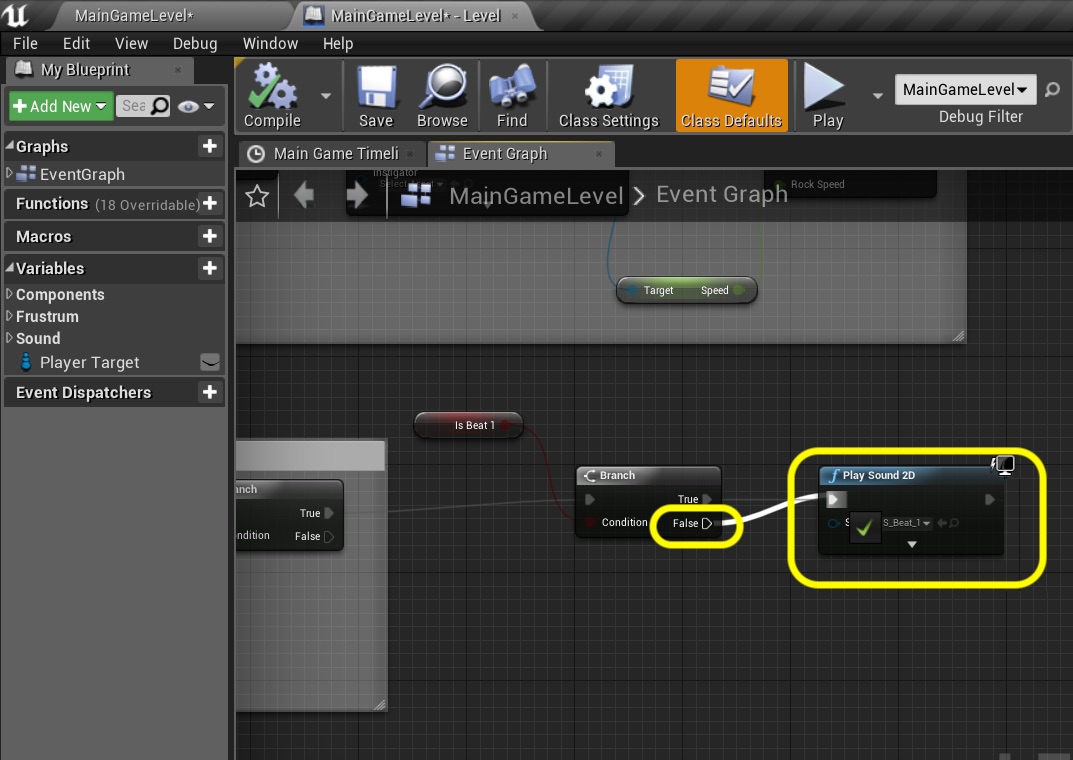 MainGameLevel*
MainGameLevel* - Level
File Edit View Debug Window Help
My Blueprint
Add New
Sea
Compile
Save
Browse
Find
Class Settings
Class Defaults
Play
MainGameLevel
Debug Filter
Graphs
EventGraph
Functions (18 Overridable)
Macros
Variables
Components
Frustrum
Sound
Player Target
Event Dispatchers
Main Game Timeli
Event Graph
Instigator
MainGameLevel > Event Graph
Rock Speed
Target Speed
Is Beat 1
anch
True
ndition False
Branch
True
Condition False
Play Sound 2D
S S_Beat_1